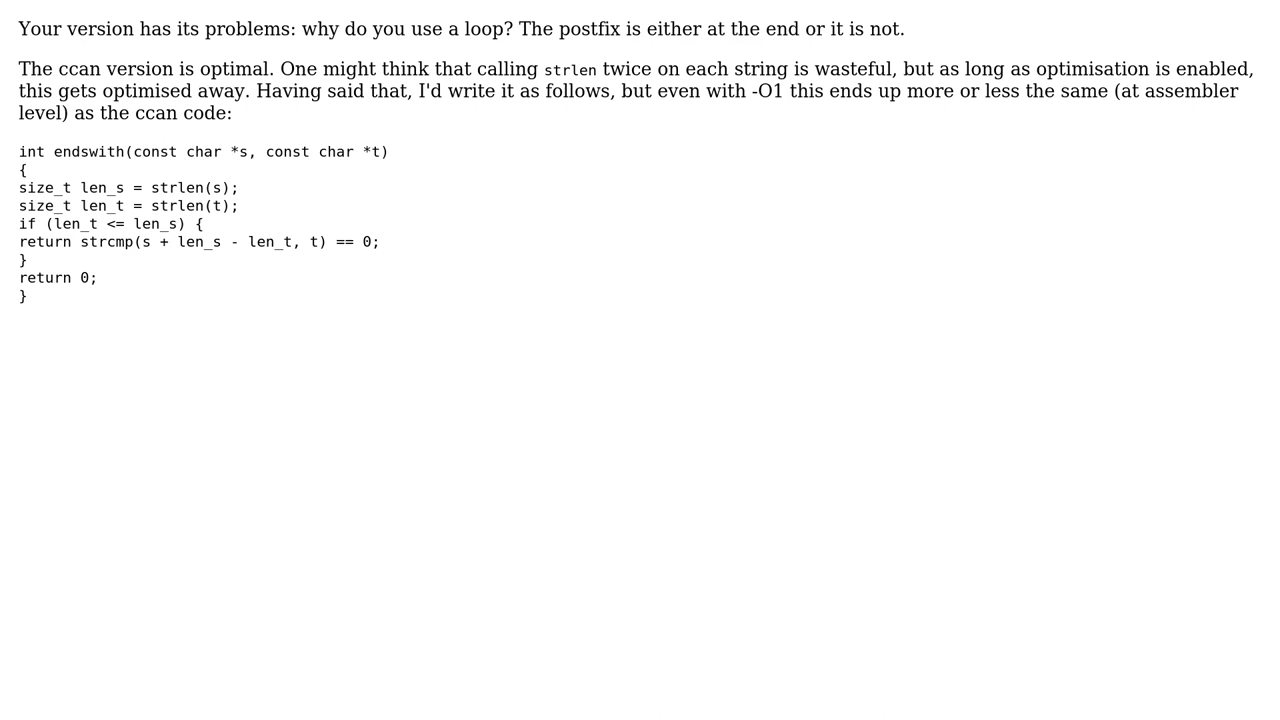 Your version has its problems: why do you use a loop? The postfix is either at the end or it is not.
The ccan version is optimal. One might think that calling strlen twice on each string is wasteful, but as long as optimisation is enabled,
this gets optimised away. Having said that, I'd write it as follows, but even with -O1 this ends up more or less the same (at assembler
level) as the ccan code:
int endswith(const char *s, const char *t)
{
size_t len_s = strlen(s);
size_t len_t = strlen(t);
if (len_t <= len_s) {
return strcmp(s + len_s - len_t, t) == 0;
}
return 0;
}